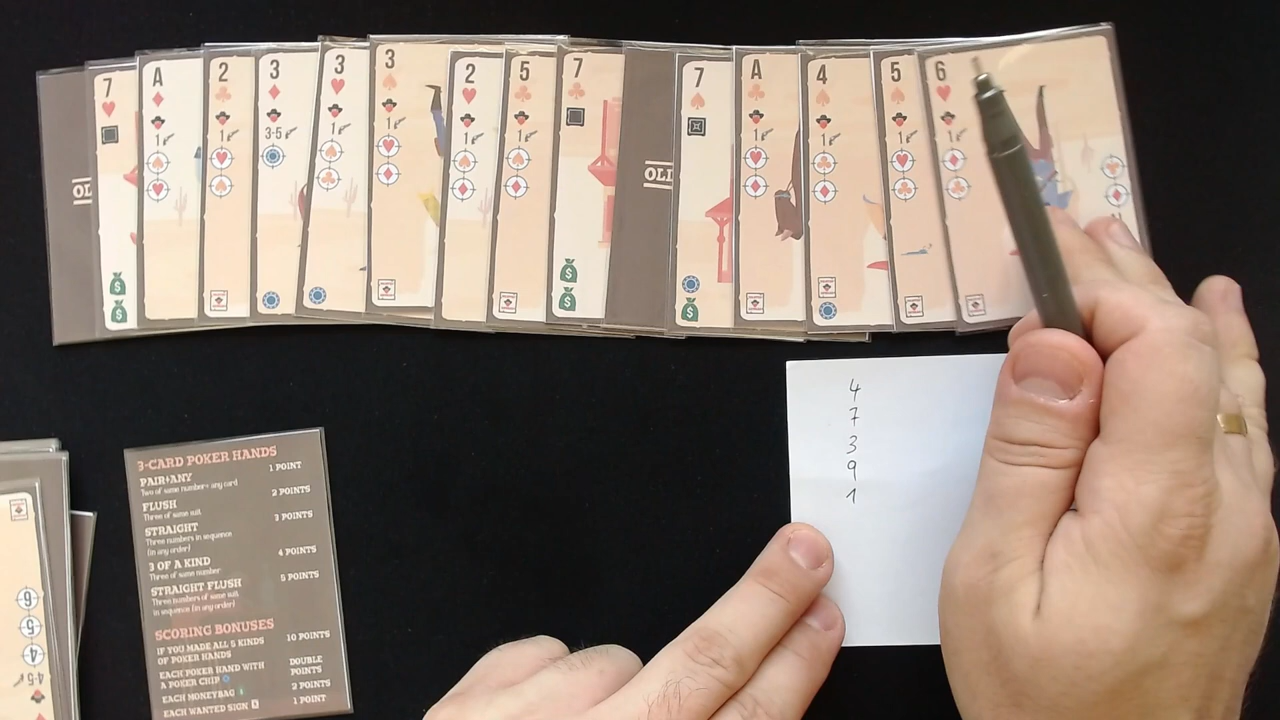 7 A 2 3 3 3 2 5 7 7 A 4 5 6
1 1 3-5 1 1 1 1 1 1 1 1
OL
OLI
$ $ $ $ $
4
7
3
9
1
3-CARD POKER HANDS
PAIR+ANY 1 POINT
Two of same number+ any card
FLUSH 2 POINTS
Three of same suit
STRAIGHT 3 POINTS
Three numbers in sequence
(in any order)
3 OF A KIND 4 POINTS
Three of same number
STRAIGHT FLUSH 5 POINTS
Three numbers of same suit
in sequence (in any order)
SCORING BONUSES
IF YOU MADE ALL 5 KINDS 10 POINTS
OF POKER HANDS
EACH POKER HAND WITH DOUBLE
A POKER CHIP POINTS
EACH MONEYBAG 2 POINTS
EACH WANTED SIGN 1 POINT
6
5
4
4-5